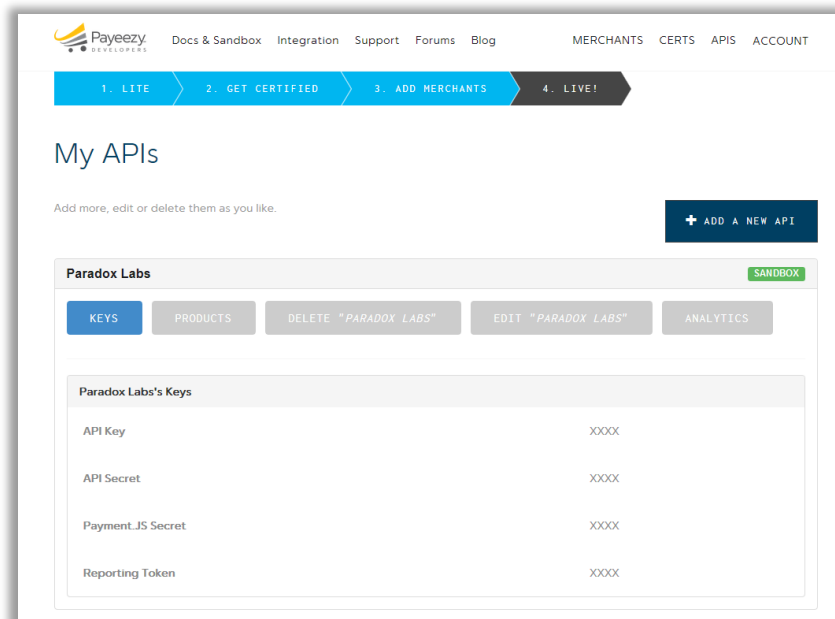 Payeezy.
DEVELOPERS
Docs & Sandbox Integration Support Forums Blog MERCHANTS CERTS APIS ACCOUNT
1. LITE 2. GET CERTIFIED 3. ADD MERCHANTS 4. LIVE!
My APIs
Add more, edit or delete them as you like.
+ ADD A NEW API
Paradox Labs SANDBOX
KEYS PRODUCTS DELETE "PARADOX LABS" EDIT "PARADOX LABS" ANALYTICS
Paradox Labs's Keys
API Key XXXX
API Secret XXXX
Payment.JS Secret XXXX
Reporting Token XXXX